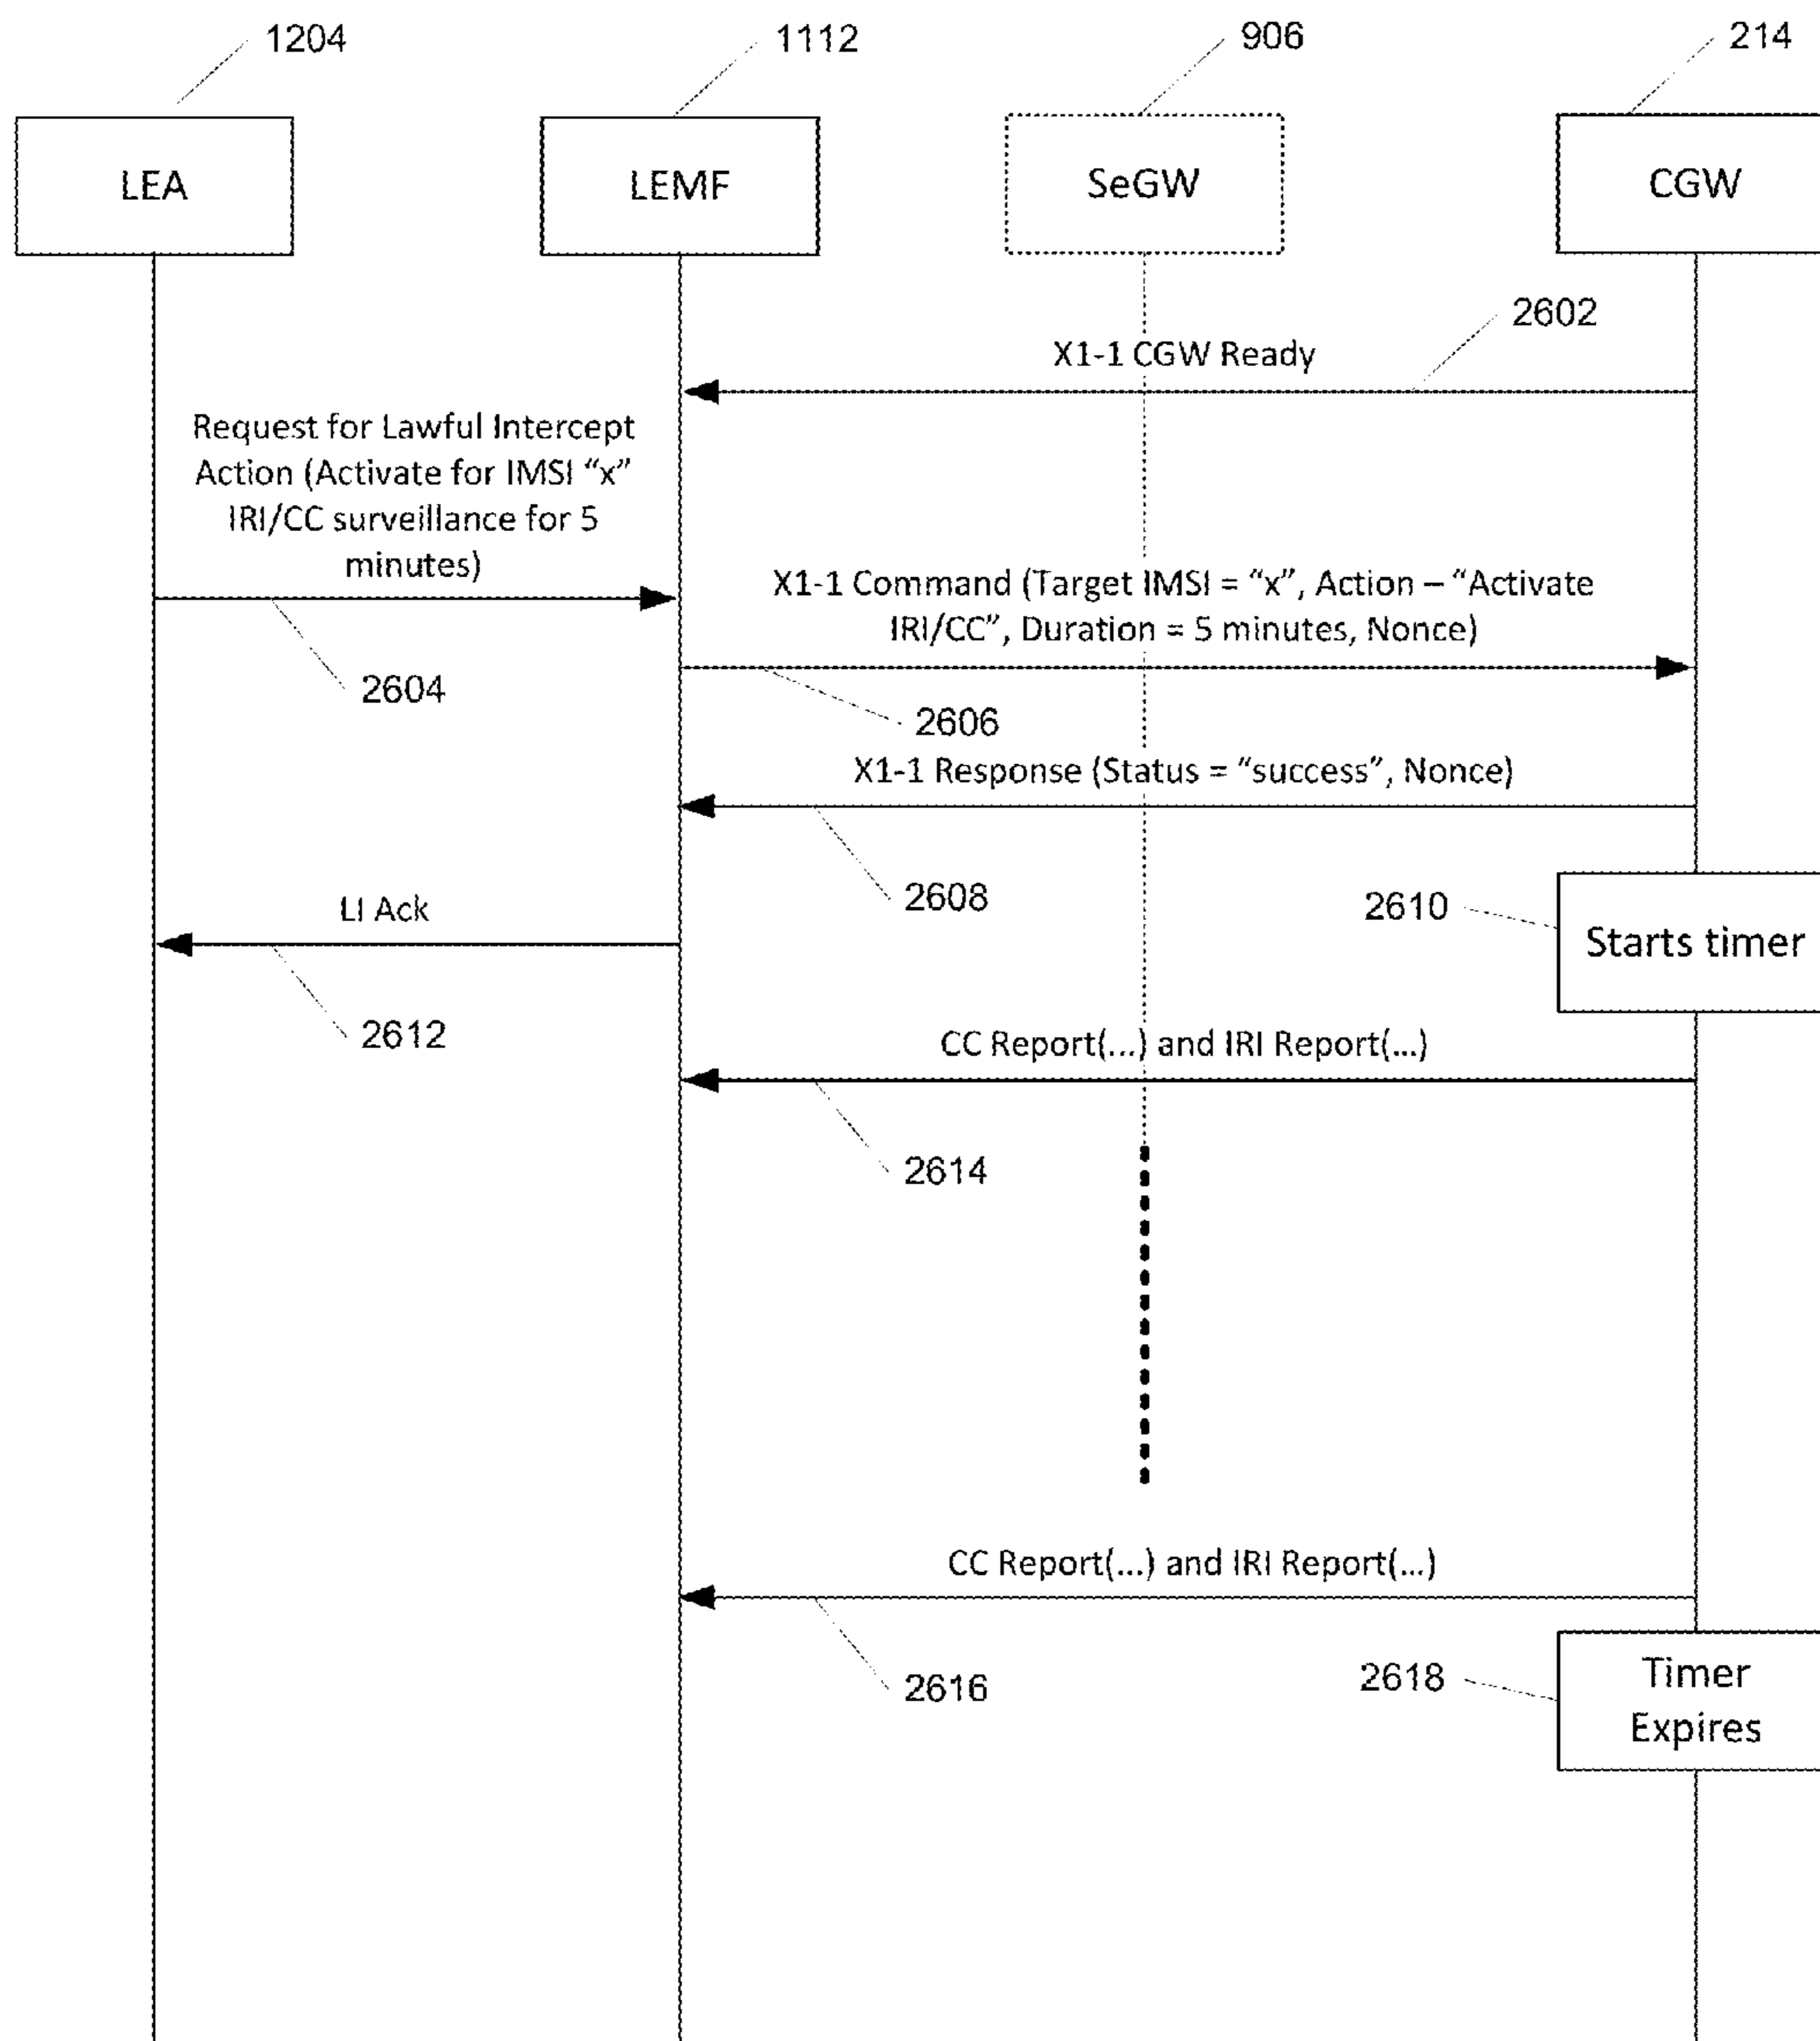 1204
1112
906
214
LEA
LEMF
SeGW
CGW
2602
X1-1 CGW Ready
Request for Lawful Intercept
Action (Activate for IMSI “x”
IRI/CC surveillance for 5
minutes)
X1-1 Command (Target IMSI = “x”, Action – “Activate
IRI/CC”, Duration = 5 minutes, Nonce)
2604
2606
X1-1 Response (Status = “success”, Nonce)
2608
2610
LI Ack
Starts timer
2612
CC Report(...) and IRI Report(...)
2614
CC Report(...) and IRI Report(...)
2616
2618
Timer
Expires